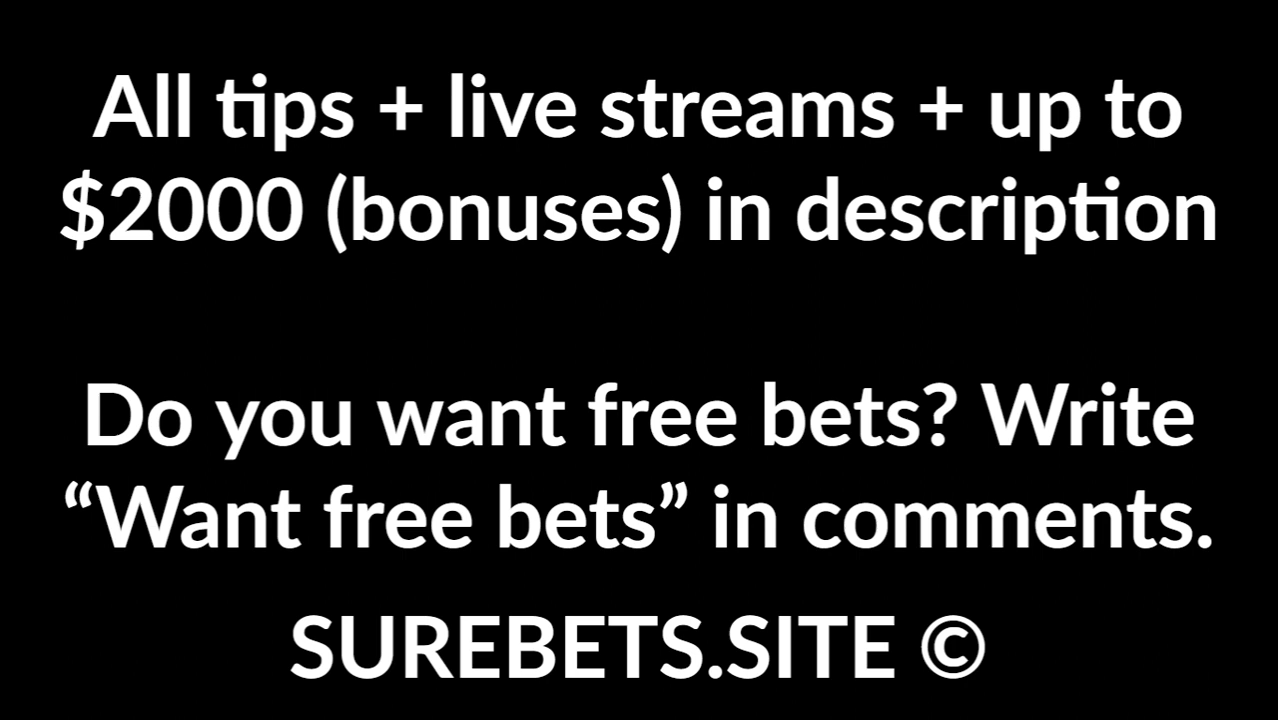 All tips + live streams + up to
$2000 (bonuses) in description
Do you want free bets? Write
“Want free bets” in comments.
SUREBETS.SITE ©